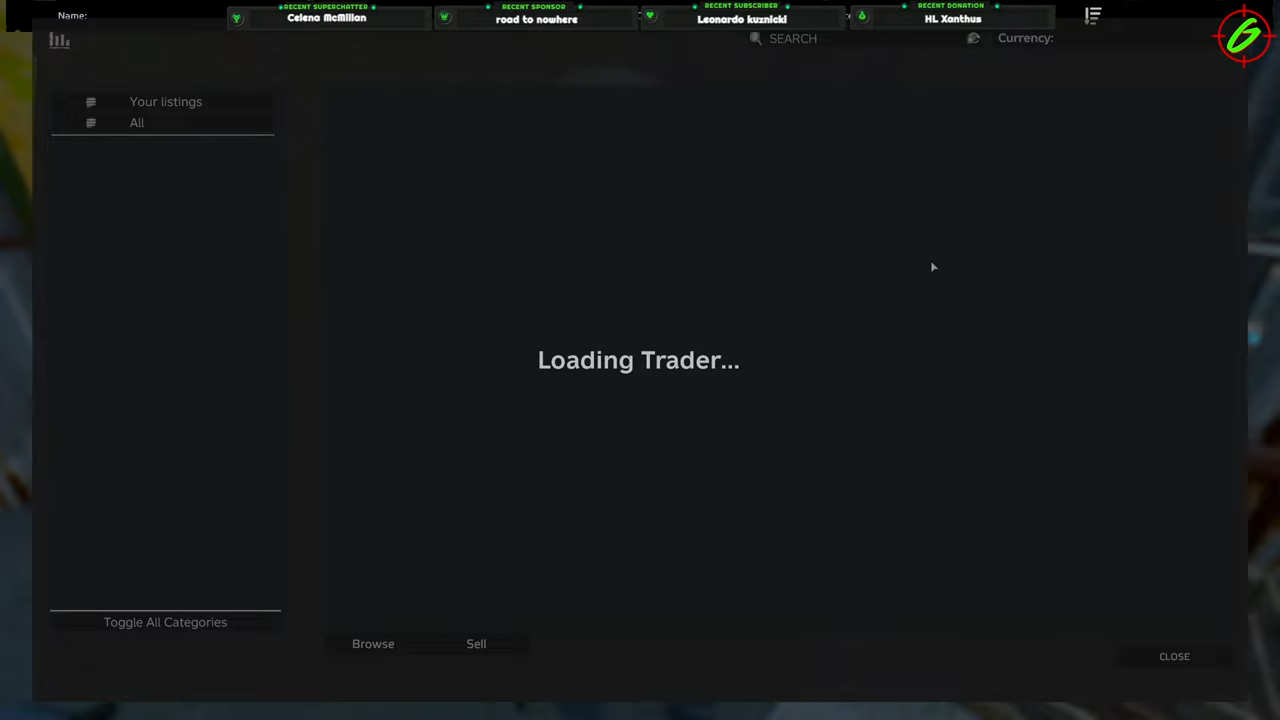 RECENT SUPERCHATTER
Celena McMillan
RECENT SPONSOR
road to nowhere
RECENT SUBSCRIBER
Leonardo kuznicki
RECENT DONATION
HL Xanthus
Name:
SEARCH
Currency:
Your listings
All
Loading Trader...
Toggle All Categories
Browse
Sell
CLOSE